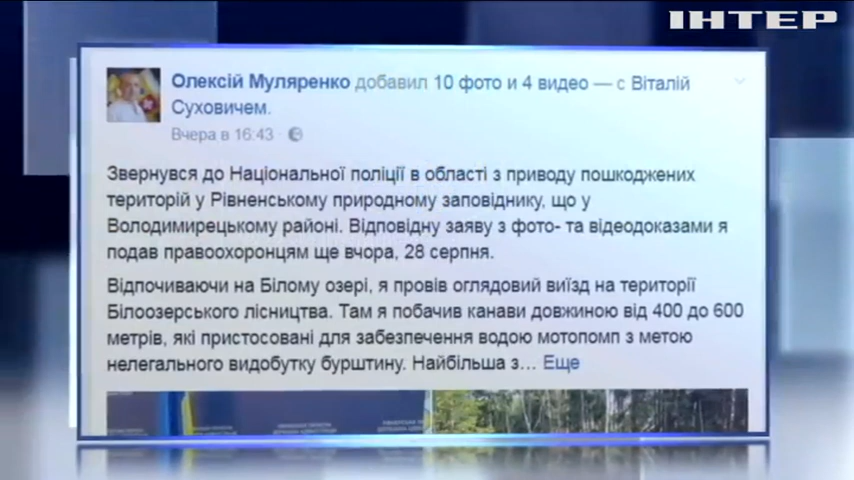 ІНТЕР
Олексій Муляренко добавил 10 фото и 4 видео — с Віталій
Суховичем.
Вчера в 16:43 ·
Звернувся до Національної поліції в області з приводу пошкоджених
територій у Рівненському природному заповіднику, що у
Володимирецькому районі. Відповідну заяву з фото- та відеодоказами я
подав правоохоронцям ще вчора, 28 серпня.
Відпочиваючи на Білому озері, я провів оглядовий виїзд на території
Білоозерського лісництва. Там я побачив канави довжиною від 400 до 600
метрів, які пристосовані для забезпечення водою мотопомп з метою
нелегального видобутку бурштину. Найбільша з... Еще